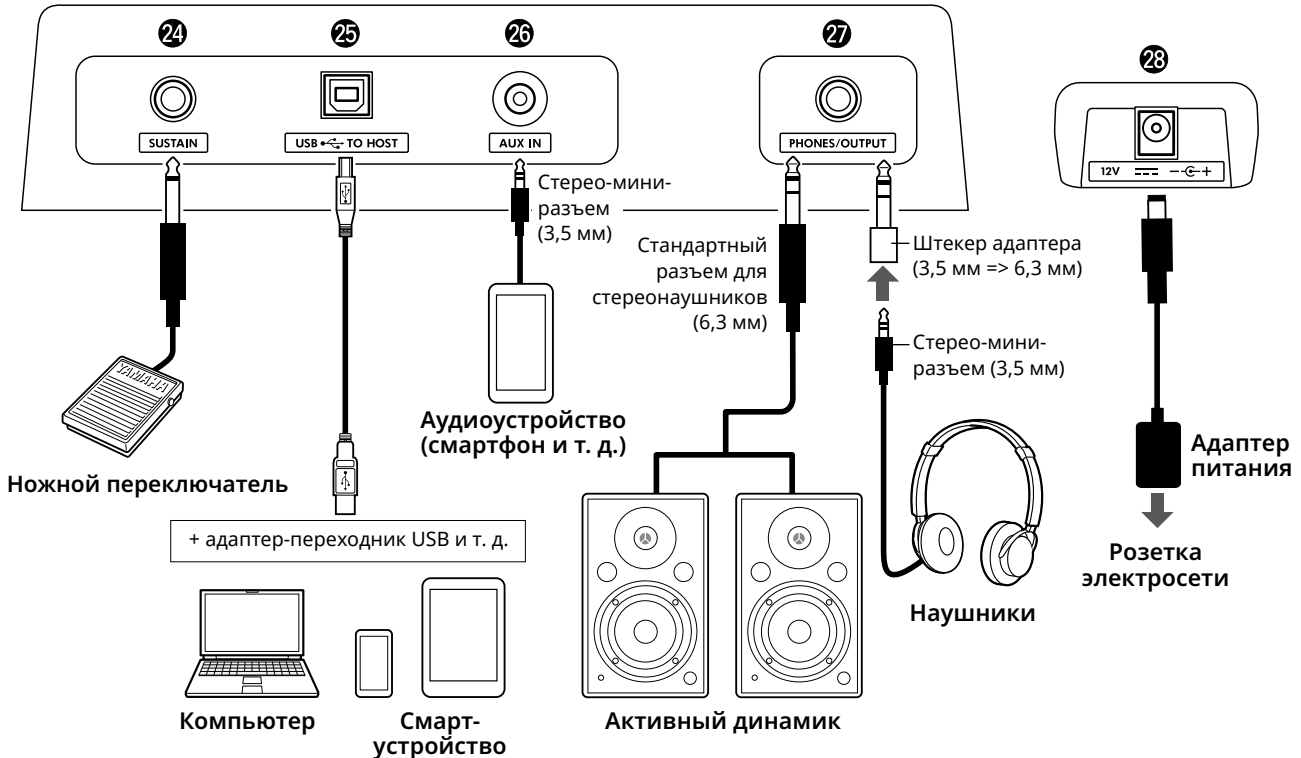 24
25
26
27
28
SUSTAIN
USB TO HOST
AUX IN
PHONES/OUTPUT
12V - +
Стерео-мини-
разъем
(3,5 мм)
Стандартный
разъем для
стереонаушников
(6,3 мм)
Штекер адаптера
(3,5 мм => 6,3 мм)
Стерео-мини-
разъем (3,5 мм)
YAMAHA
Аудиоустройство
(смартфон и т. д.)
Ножной переключатель
Адаптер
питания
+ адаптер-переходник USB и т. д.
Розетка
электросети
Наушники
Компьютер
Смарт-
устройство
Активный динамик